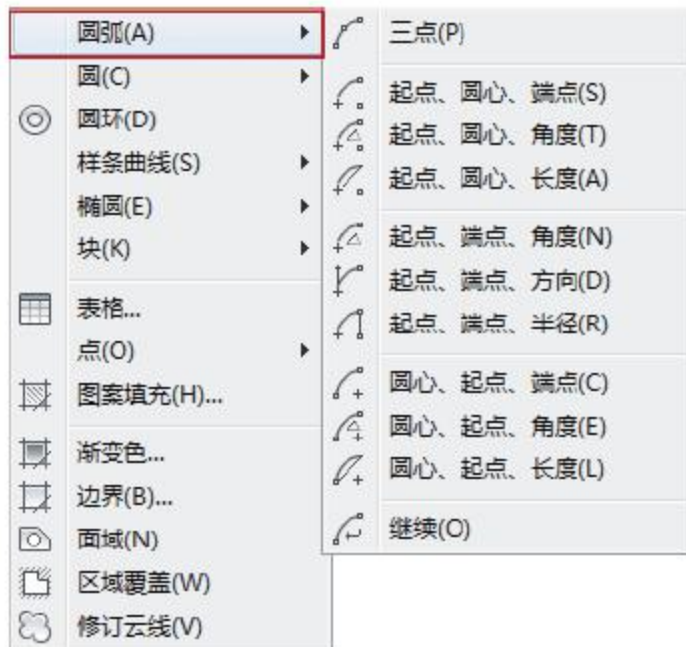 圆弧(A)
圆(C)
圆环(D)
样条曲线(S)
椭圆(E)
块(K)
表格...
点(O)
图案填充(H)...
渐变色...
边界(B)...
面域(N)
区域覆盖(W)
修订云线(V)
三点(P)
起点、圆心、端点(S)
起点、圆心、角度(T)
起点、圆心、长度(A)
起点、端点、角度(N)
起点、端点、方向(D)
起点、端点、半径(R)
圆心、起点、端点(C)
圆心、起点、角度(E)
圆心、起点、长度(L)
继续(O)